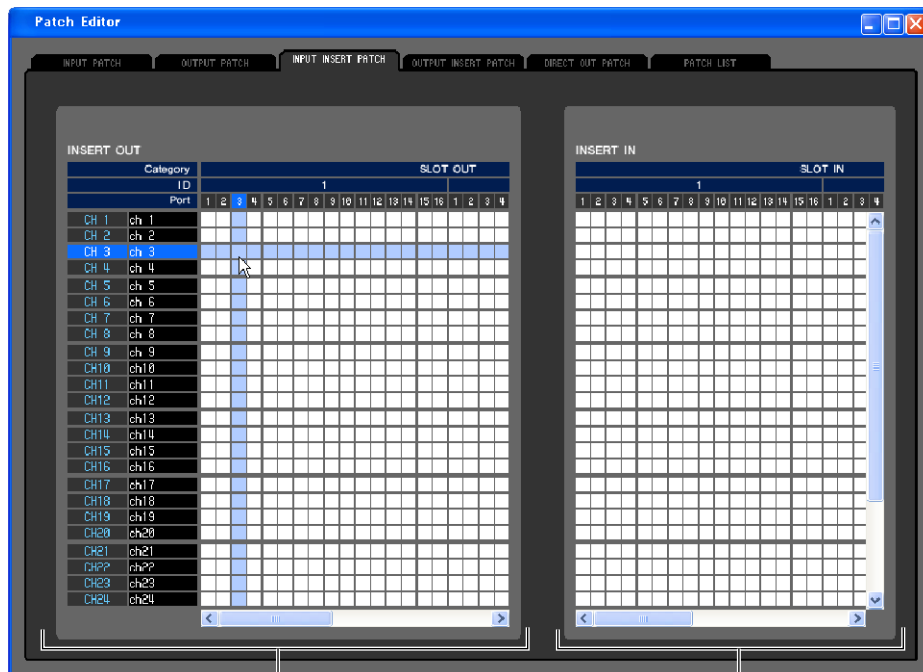 Patch Editor
INPUT PATCH OUTPUT PATCH INPUT INSERT PATCH OUTPUT INSERT PATCH DIRECT OUT PATCH PATCH LIST
INSERT OUT
Category SLOT OUT
ID 1
Port 1 2 3 4 5 6 7 8 9 10 11 12 13 14 15 16 1 2 3 4
CH 1 ch 1
CH 2 ch 2
CH 3 ch 3
CH 4 ch 4
CH 5 ch 5
CH 6 ch 6
CH 7 ch 7
CH 8 ch 8
CH 9 ch 9
CH10 ch10
CH11 ch11
CH12 ch12
CH13 ch13
CH14 ch14
CH15 ch15
CH16 ch16
CH17 ch17
CH18 ch18
CH19 ch19
CH20 ch20
CH21 ch21
CH22 ch22
CH23 ch23
CH24 ch24
INSERT IN
SLOT IN
1
1 2 3 4 5 6 7 8 9 10 11 12 13 14 15 16 1 2 3 4